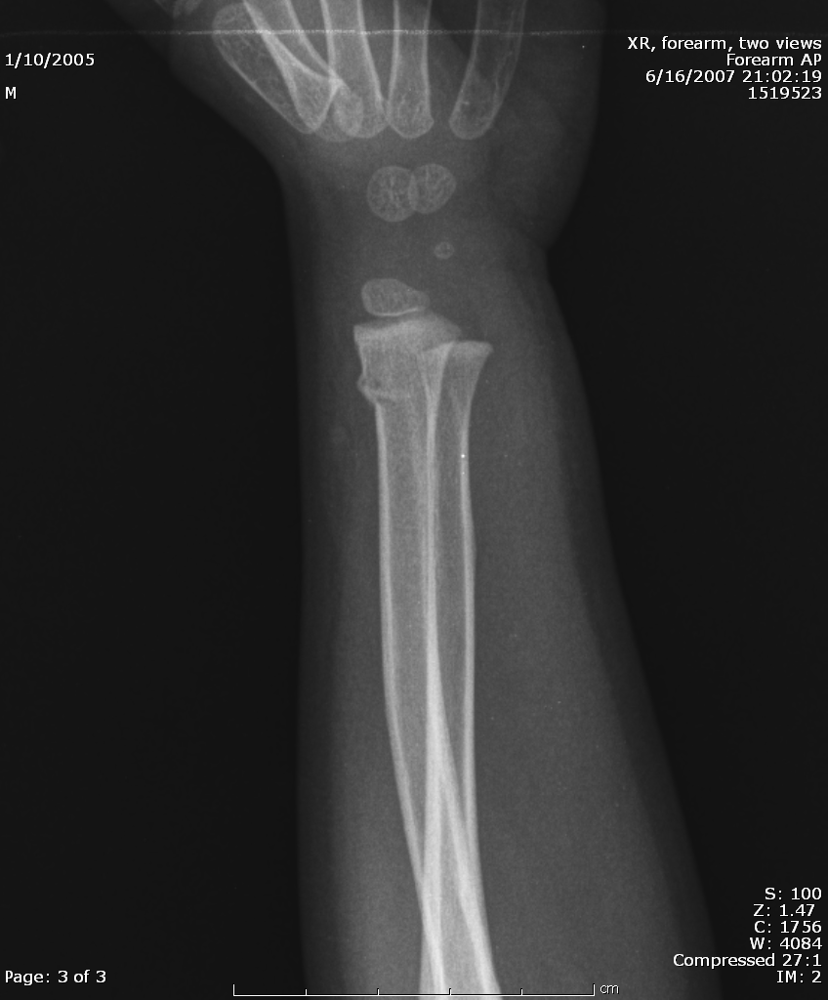 XR, forearm, two views
1/10/2005
Forearm AP
6/16/2007 21:02:19
M
1519523
S: 100
Z: 1.47
C: 1756
W: 4084
Compressed 27:1
Page: 3 of 3
IM: 2
cm